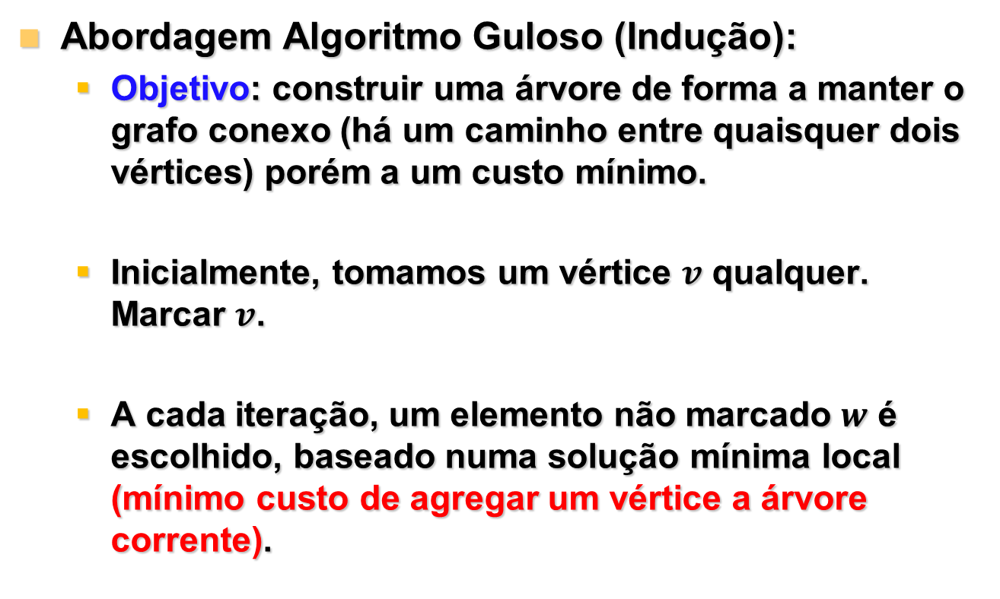 Abordagem Algoritmo Guloso (Indução):
Objetivo: construir uma árvore de forma a manter o
grafo conexo (há um caminho entre quaisquer dois
vértices) porém a um custo mínimo.
Inicialmente, tomamos um vértice 𝒗 qualquer.
Marcar 𝒗.
A cada iteração, um elemento não marcado 𝒘 é
escolhido, baseado numa solução mínima local
(mínimo custo de agregar um vértice a árvore
corrente).